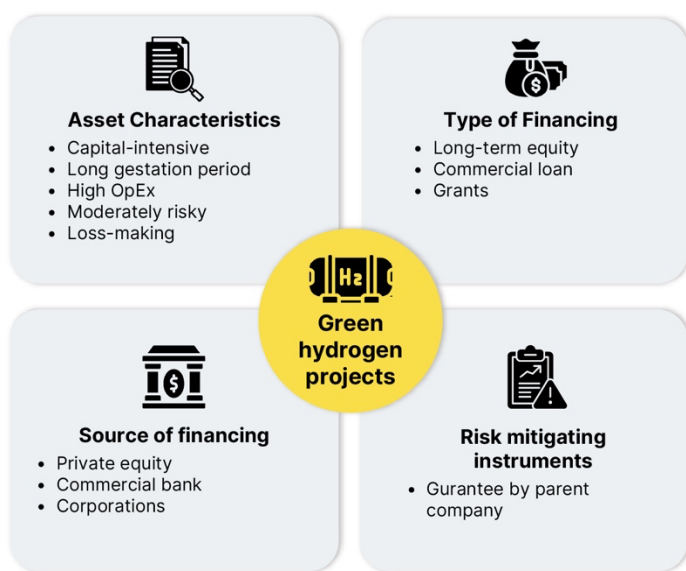 Asset Characteristics
• Capital-intensive
• Long gestation period
• High OpEx
• Moderately risky
• Loss-making
$
Type of Financing
• Long-term equity
• Commercial loan
• Grants
H2
Green
hydrogen
projects
$
Source of financing
• Private equity
• Commercial bank
• Corporations
Risk mitigating
instruments
• Gurantee by parent
company